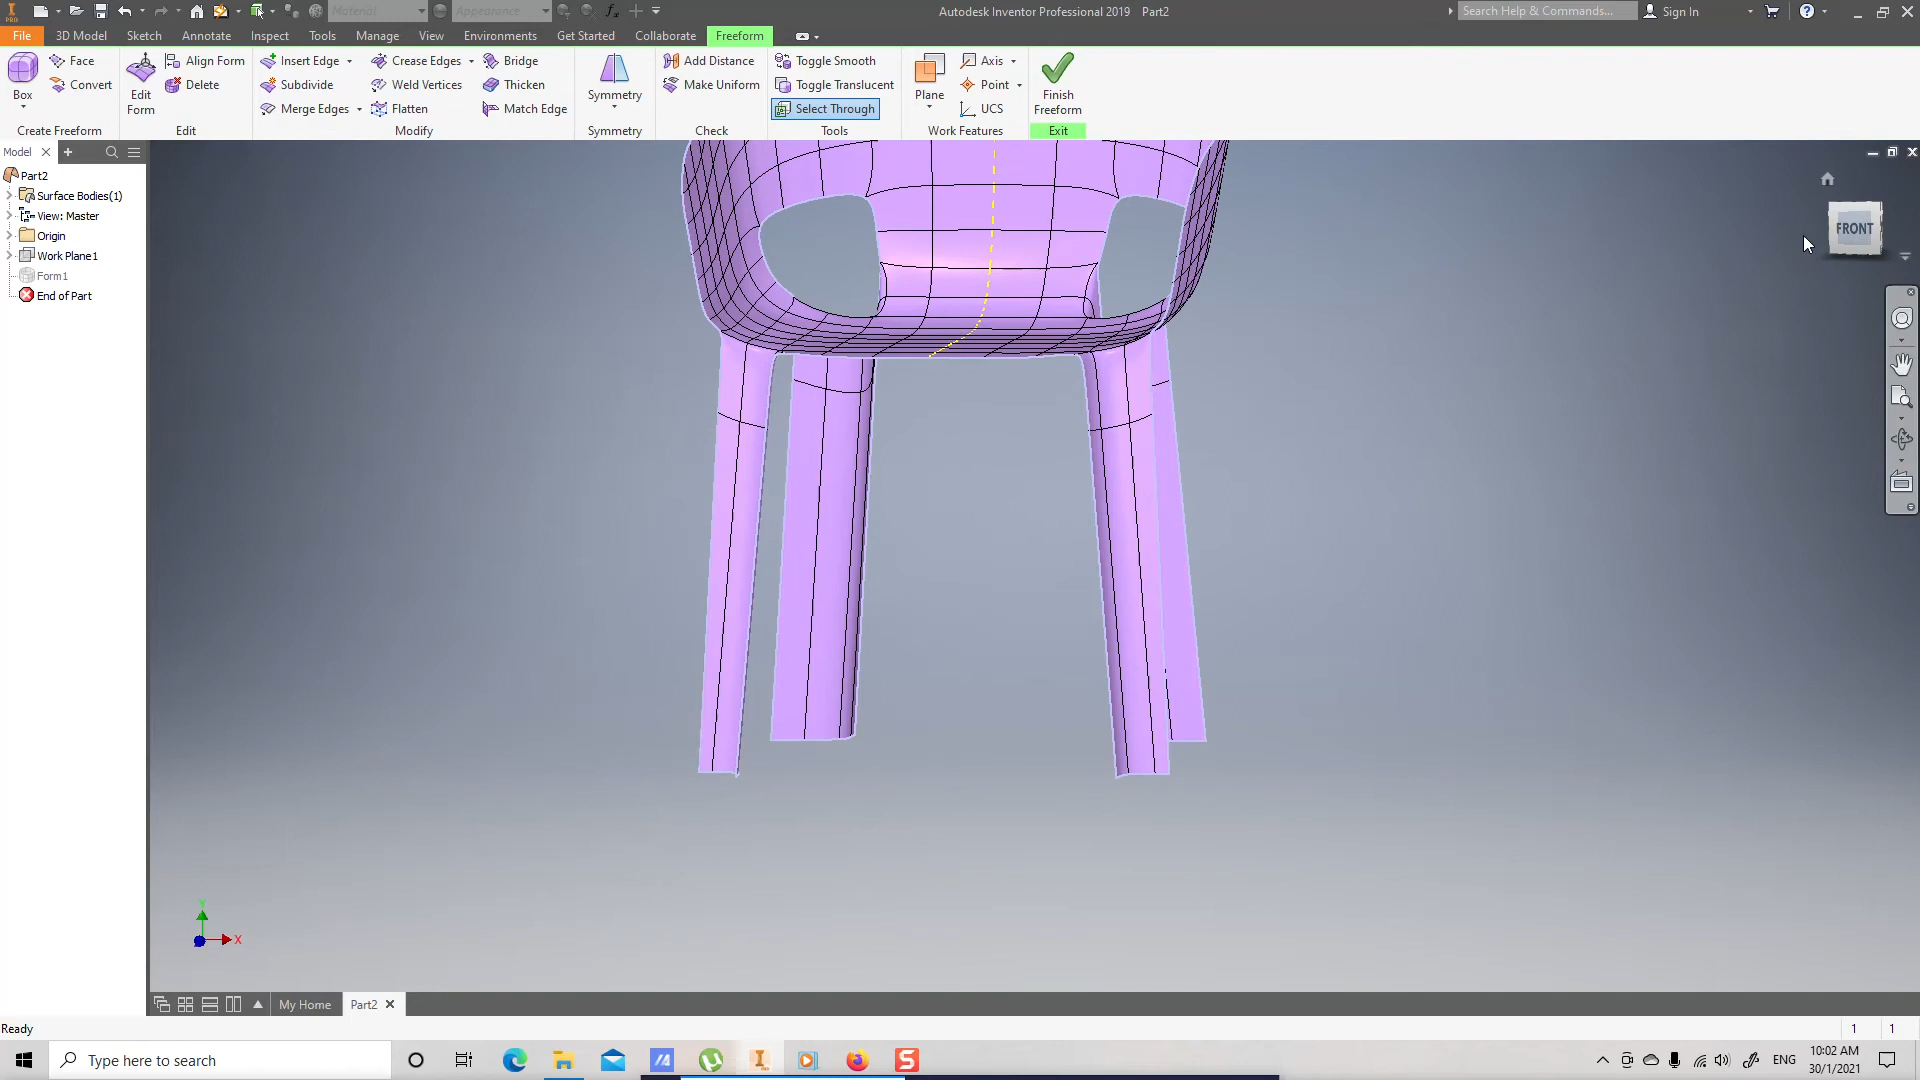 PRO
Material
Appearance
Autodesk Inventor Professional 2019 Part2
Search Help & Commands...
Sign In
File 3D Model Sketch Annotate Inspect Tools Manage View Environments Get Started Collaborate Freeform
Box
Face
Convert
Create Freeform
Edit
Form
Align Form
Delete
Edit
Insert Edge
Subdivide
Merge Edges
Crease Edges
Weld Vertices
Flatten
Bridge
Thicken
Match Edge
Modify
Symmetry
Symmetry
Add Distance
Make Uniform
Check
Toggle Smooth
Toggle Translucent
Select Through
Tools
Plane
Axis
Point
UCS
Work Features
Finish
Freeform
Exit
Model
Part2
Surface Bodies(1)
View: Master
Origin
Work Plane1
Form1
End of Part
FRONT
Y
X
My Home
Part2
Ready
1 1
Type here to search
ENG
10:02 AM
30/1/2021